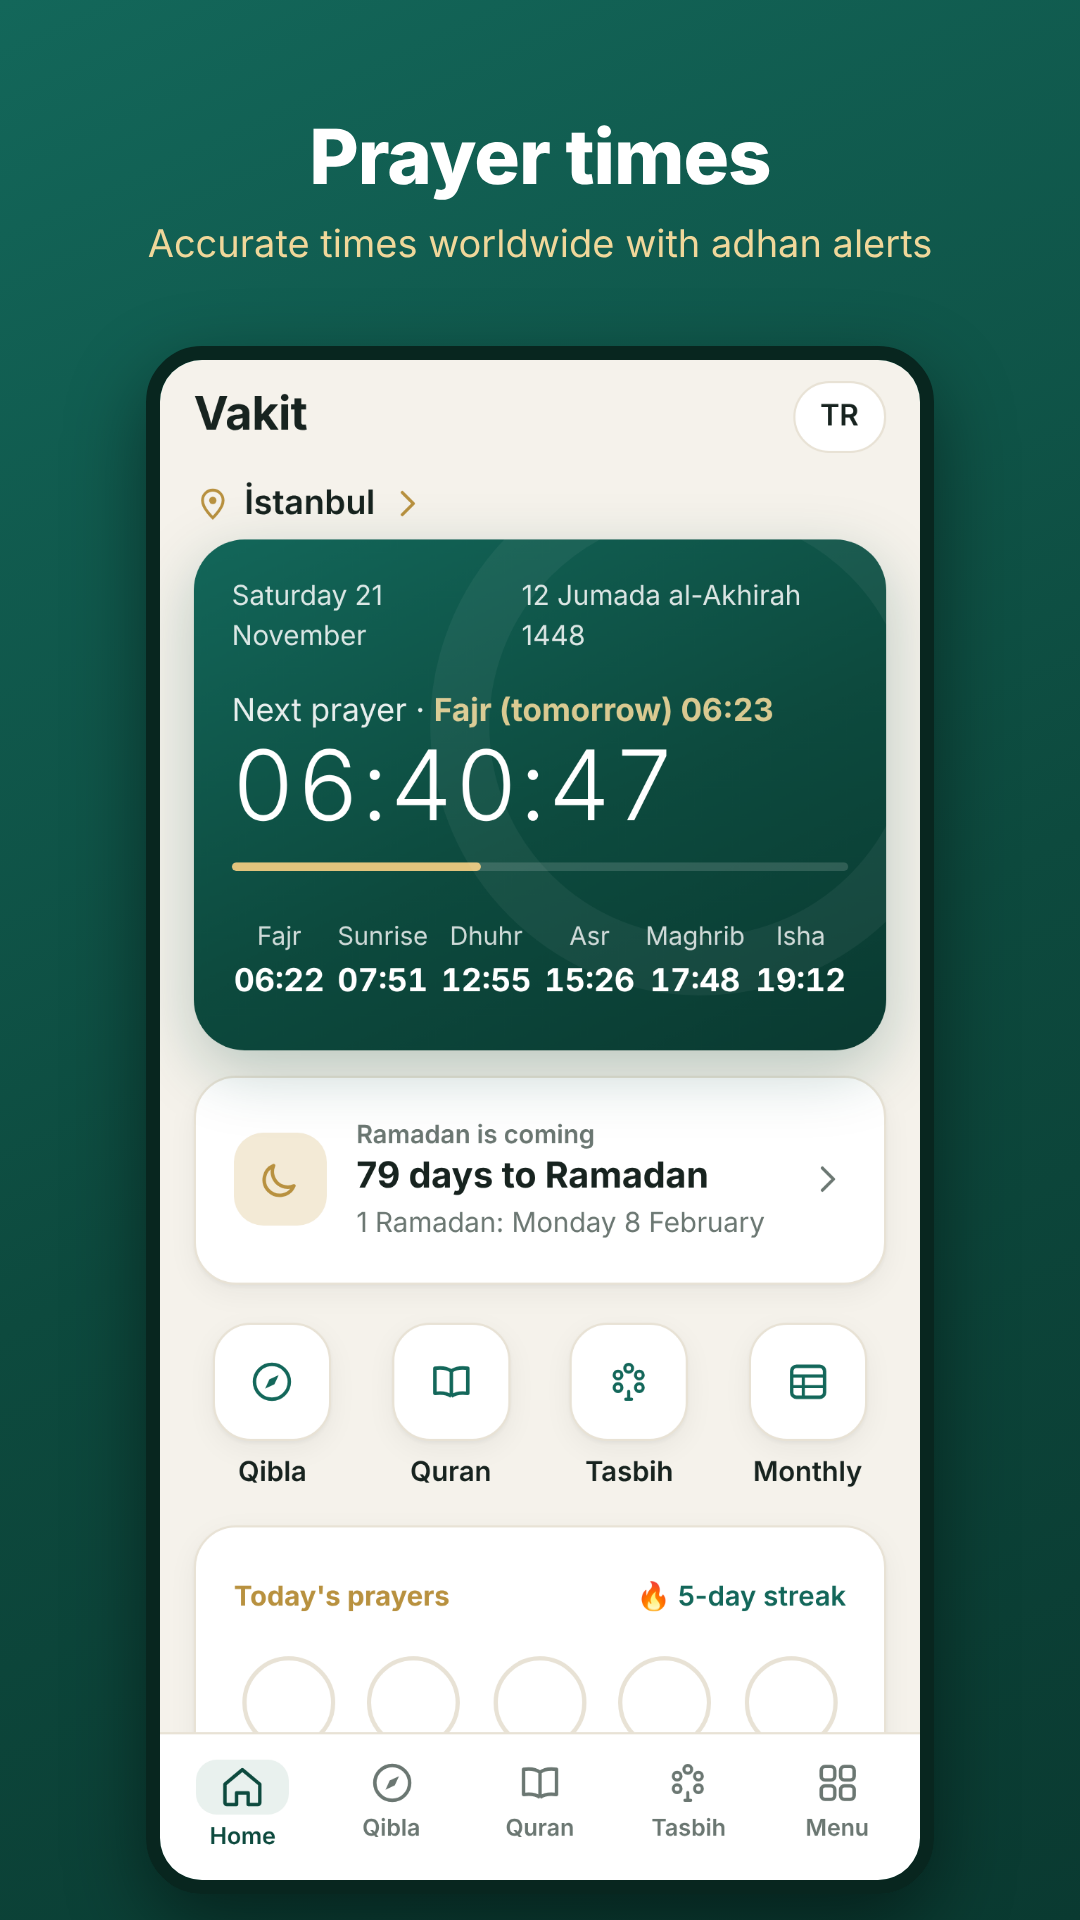 Prayer times
Accurate times worldwide with adhan alerts
Vakit
TR
İstanbul
Saturday 21
November
12 Jumada al-Akhirah
1448
Next prayer · Fajr (tomorrow) 06:23
06:40:47
Fajr Sunrise Dhuhr Asr Maghrib Isha
06:22 07:51 12:55 15:26 17:48 19:12
Ramadan is coming
79 days to Ramadan
1 Ramadan: Monday 8 February
Qibla Quran Tasbih Monthly
Today's prayers
🔥 5-day streak
Home Qibla Quran Tasbih Menu